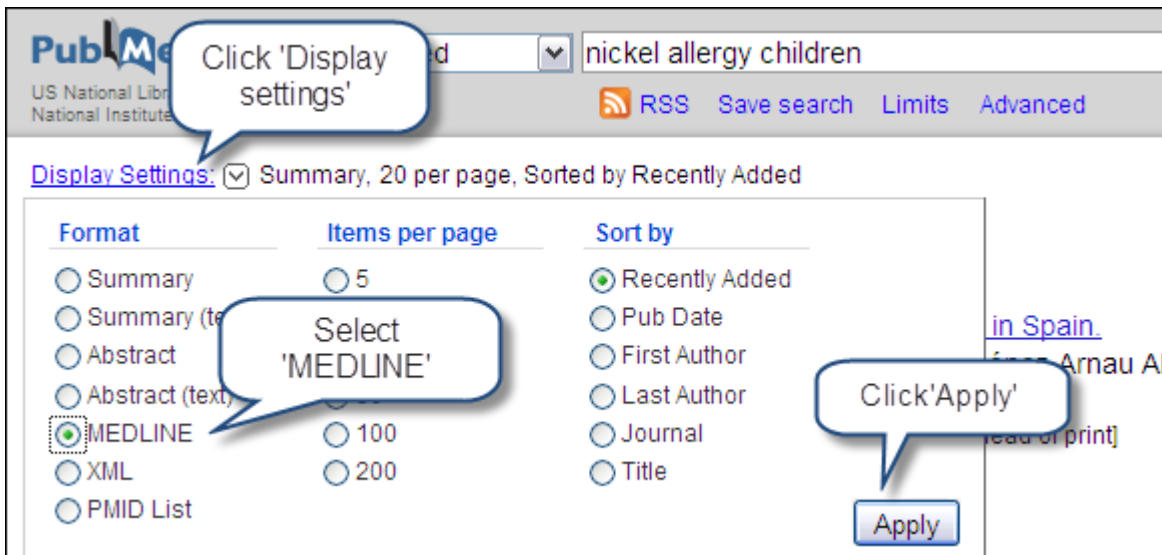 PubMe
Click 'Display
settings'
ed
nickel allergy children
US National Libr
National Institute
RSS Save search Limits Advanced
Display Settings: Summary, 20 per page, Sorted by Recently Added
Format Items per page Sort by
Summary 5 Recently Added
Summary (te Pub Date
Select
'MEDLINE'
in Spain.
Abstract First Author
Arnau A
Abstract (text) Last Author
Click'Apply'
MEDLINE 100 Journal
print]
XML 200 Title
PMID List
Apply